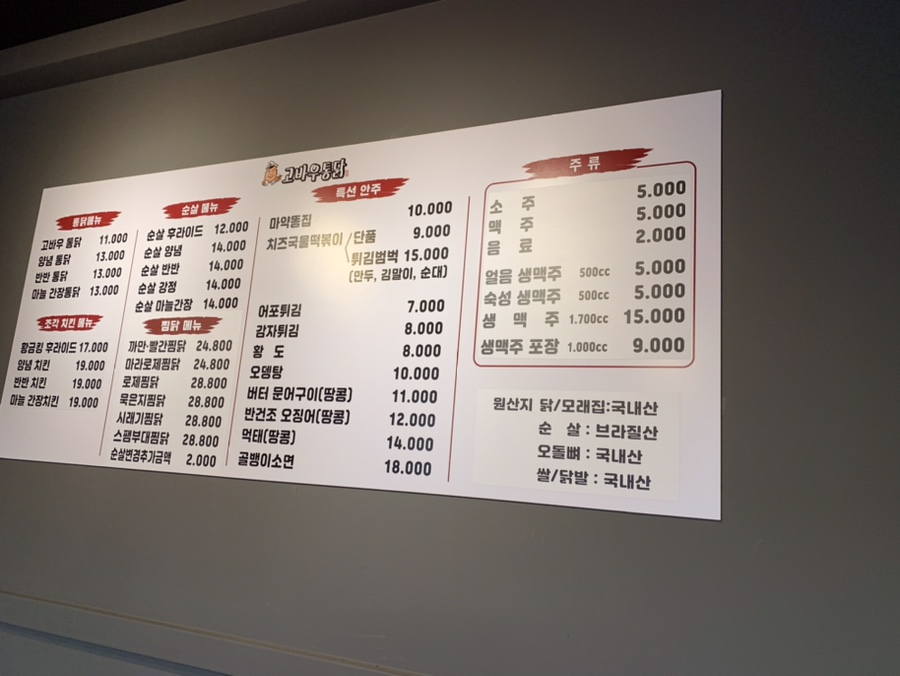 고바우통닭
통닭메뉴
고바우 통닭 11.000
양념 통닭 13.000
반반 통닭 13.000
마늘 간장통닭 13.000
조각 치킨 메뉴
황금킹 후라이드 17.000
양념 치킨 19.000
반반 치킨 19.000
마늘 간장치킨 19.000
순살 메뉴
순살 후라이드 12.000
순살 양념 14.000
순살 반반 14.000
순살 강정 14.000
순살 마늘간장 14.000
찜닭 메뉴
까만·빨간찜닭 24.800
마라로제찜닭 24.800
로제찜닭 28.800
묵은지찜닭 28.800
시래기찜닭 28.800
스팸부대찜닭 28.800
순살변경추가금액 2.000
특선 안주
마약똥집 10.000
치즈국물떡볶이 단품 9.000
튀김범벅 15.000
(만두, 김말이, 순대)
어포튀김 7.000
감자튀김 8.000
황 도 8.000
오뎅탕 10.000
버터 문어구이(땅콩) 11.000
반건조 오징어(땅콩) 12.000
먹태(땅콩) 14.000
골뱅이소면 18.000
주 류
소 주 5.000
맥 주 5.000
음 료 2.000
얼음 생맥주 500cc 5.000
숙성 생맥주 500cc 5.000
생 맥 주 1.700cc 15.000
생맥주 포장 1.000cc 9.000
원산지 닭/모래집:국내산
순 살 : 브라질산
오돌뼈 : 국내산
쌀/닭발 : 국내산